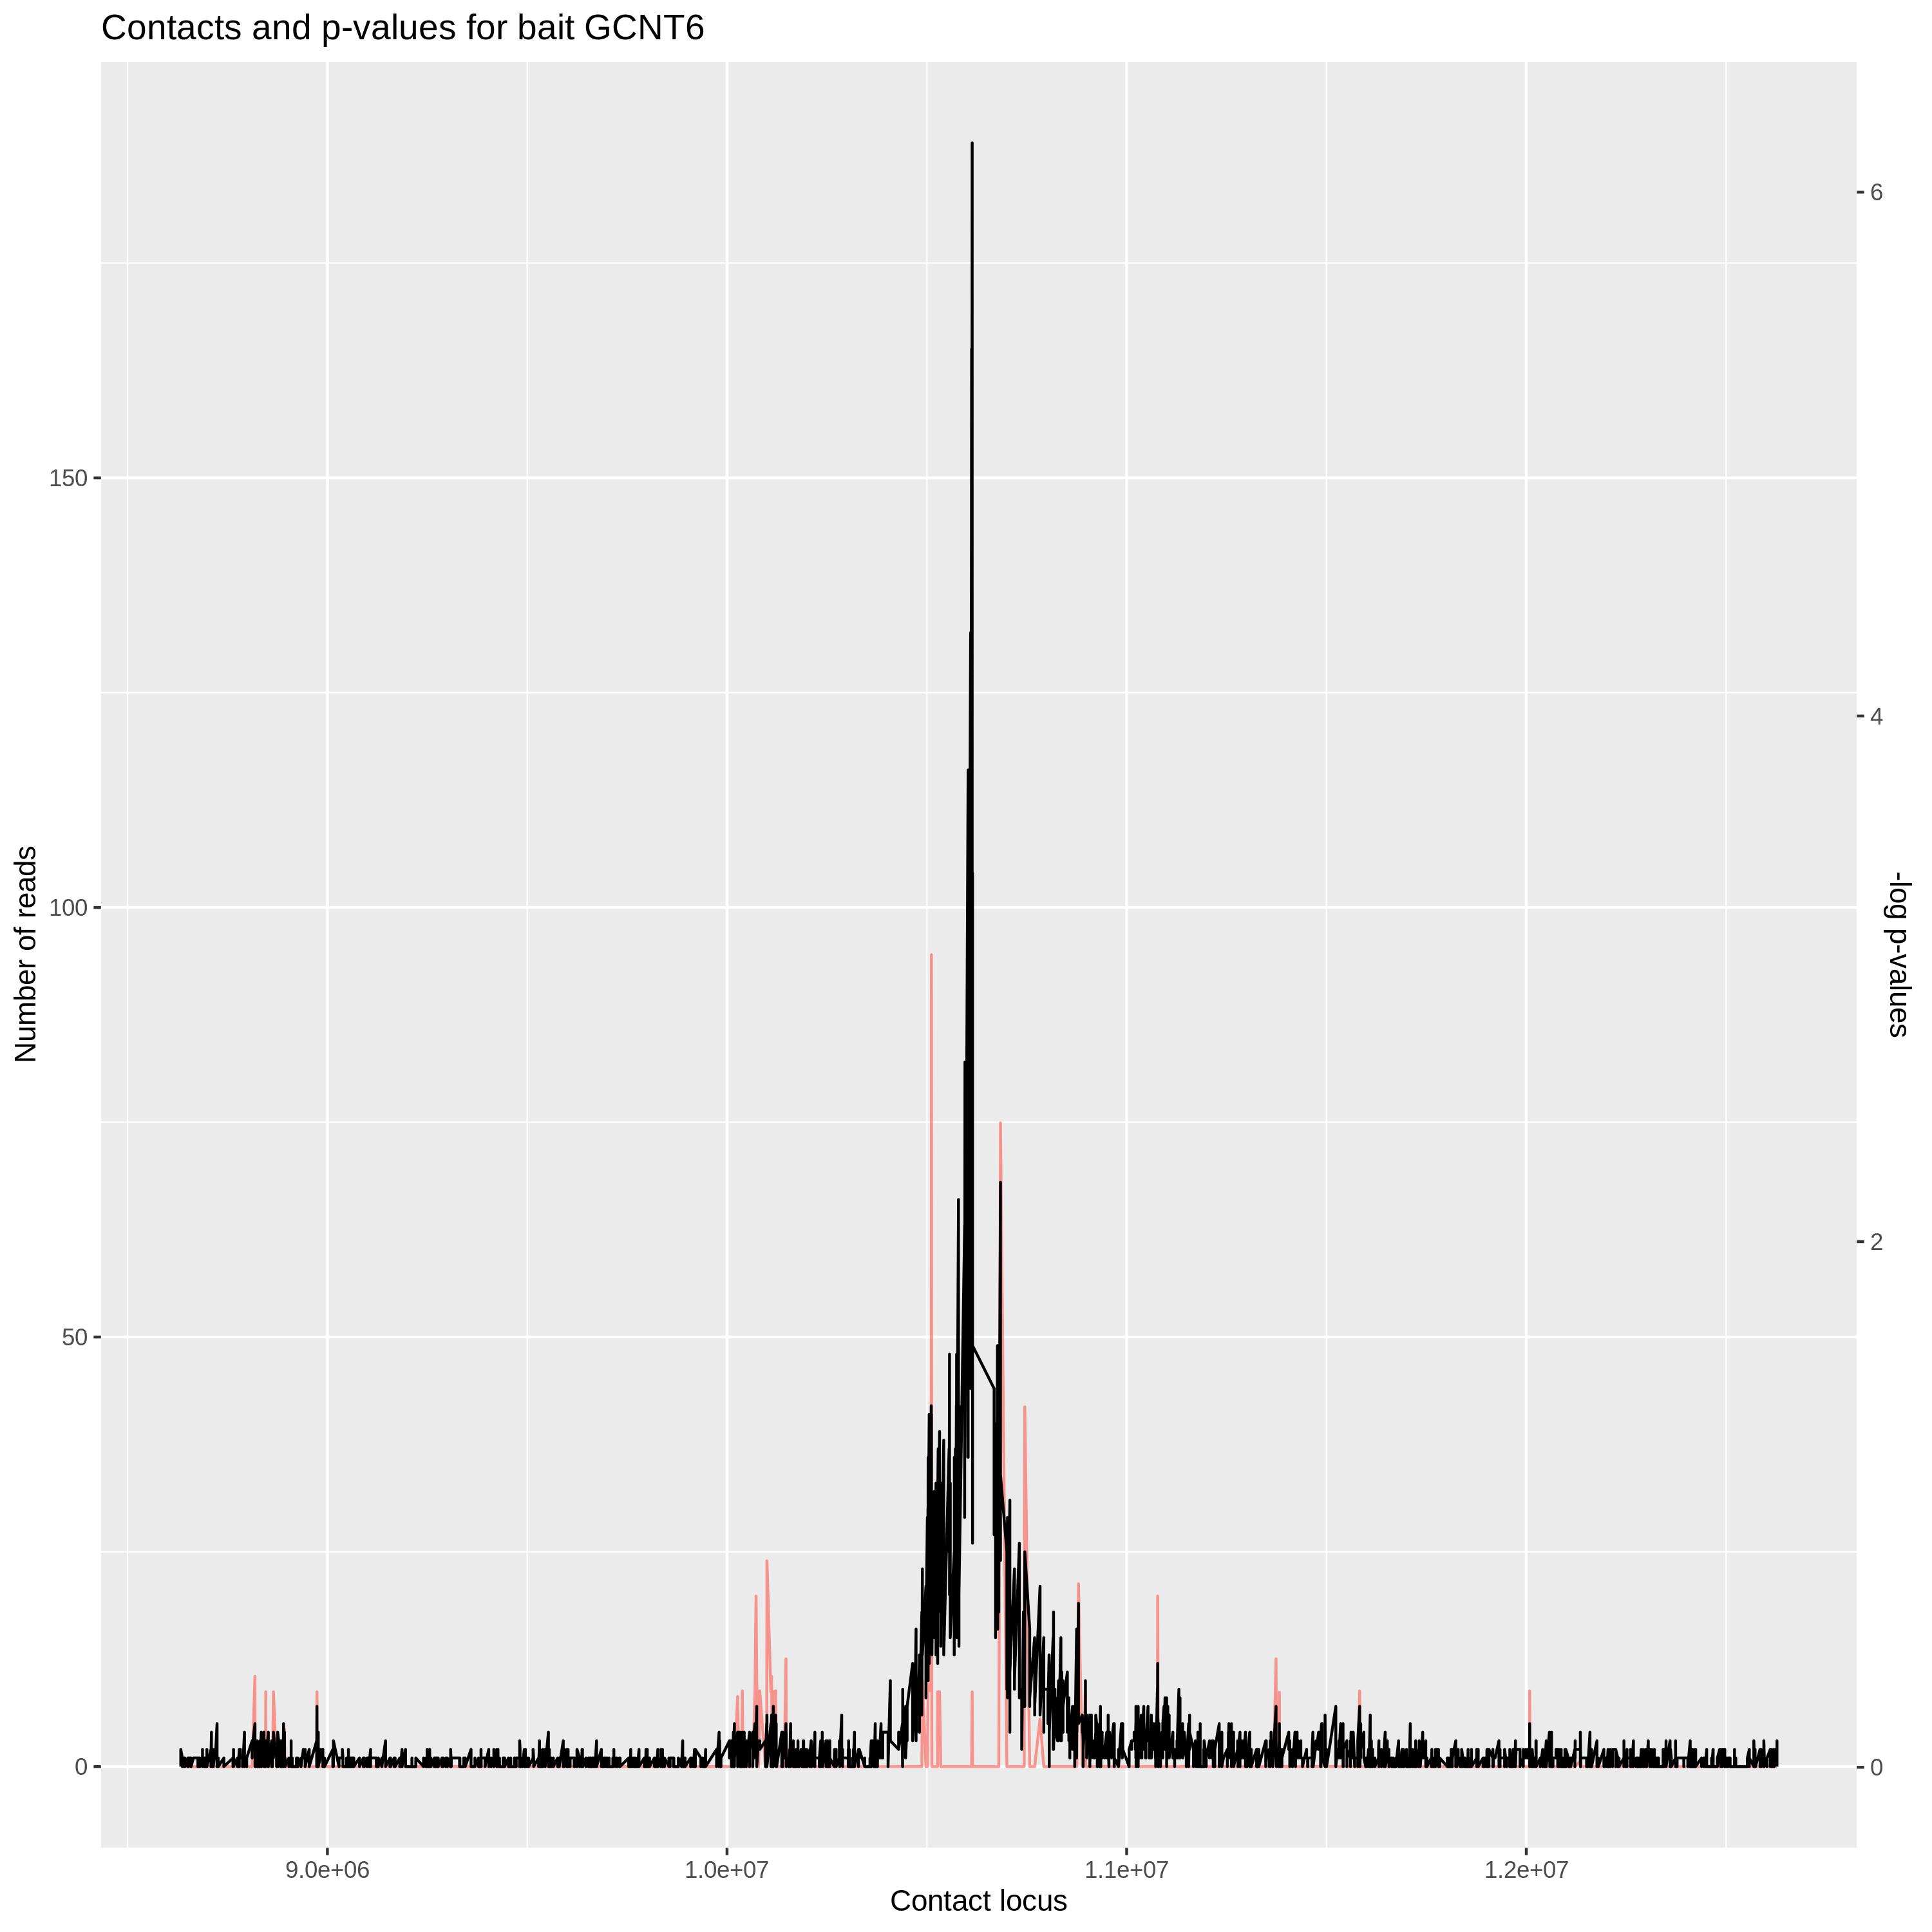 Contacts and p-values for bait GCNT6
Number of reads
150
100
50
0
6
4
2
0
-log p-values
9.0e+06
1.0e+07
1.1e+07
1.2e+07
Contact locus